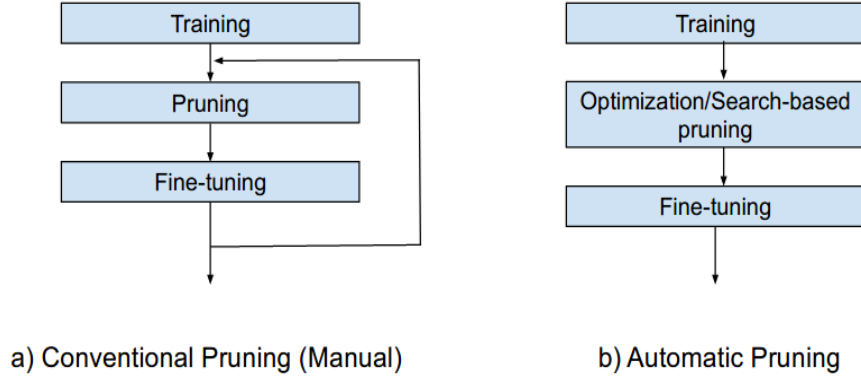 Training
Pruning
Fine-tuning
a) Conventional Pruning (Manual)
Training
Optimization/Search-based
pruning
Fine-tuning
b) Automatic Pruning